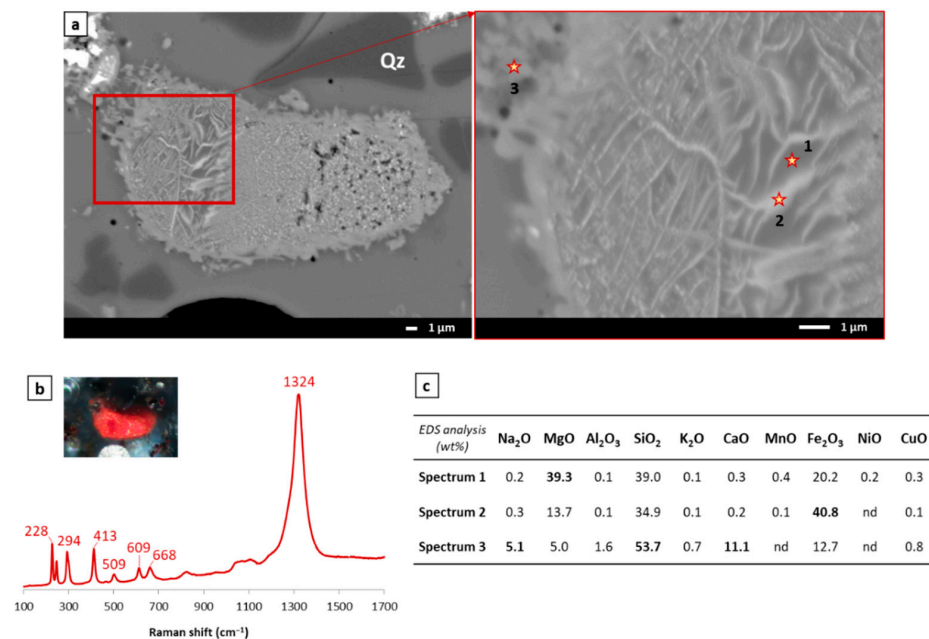 a
Qz
3
1
2
1 µm
1 µm
b
1324
228
294
413
509
609
668
100 300 500 700 900 1100 1300 1500 1700
Raman shift (cm⁻¹)
c
EDS analysis (wt%) Na₂O MgO Al₂O₃ SiO₂ K₂O CaO MnO Fe₂O₃ NiO CuO
Spectrum 1 0.2 39.3 0.1 39.0 0.1 0.3 0.4 20.2 0.2 0.3
Spectrum 2 0.3 13.7 0.1 34.9 0.1 0.2 0.1 40.8 nd 0.1
Spectrum 3 5.1 5.0 1.6 53.7 0.7 11.1 nd 12.7 nd 0.8